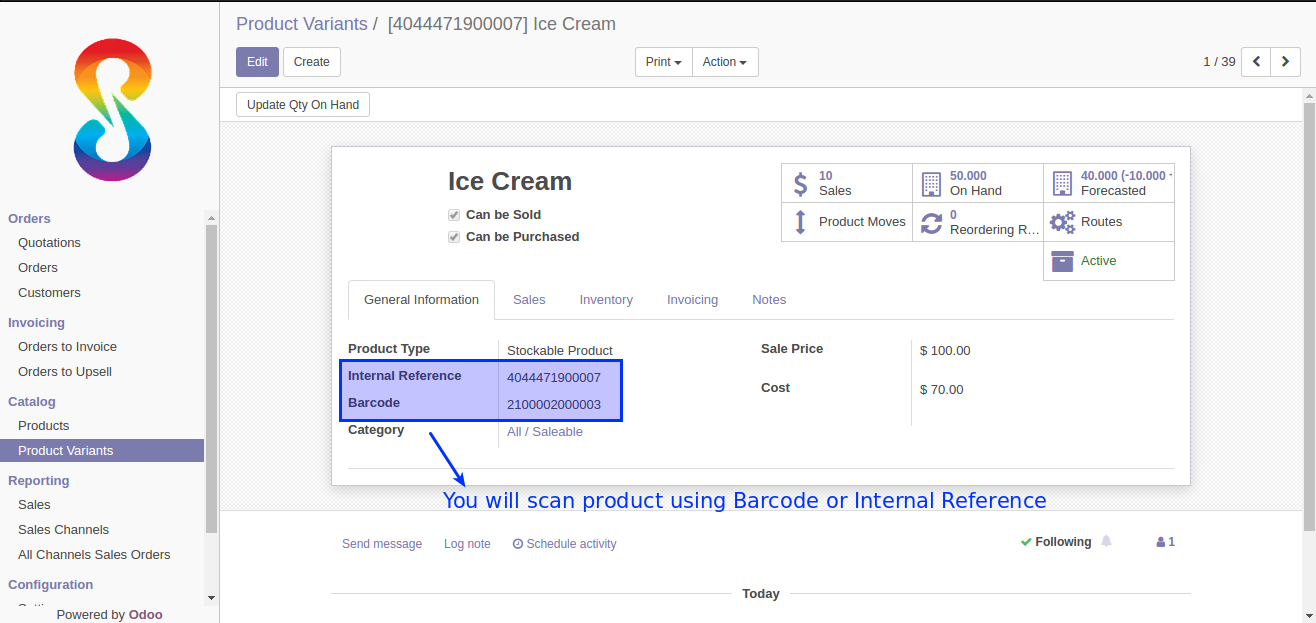 Product Variants / [4044471900007] Ice Cream
Edit Create Print Action 1 / 39
Update Qty On Hand
Orders
Quotations
Orders
Customers
Invoicing
Orders to Invoice
Orders to Upsell
Catalog
Products
Product Variants
Reporting
Sales
Sales Channels
All Channels Sales Orders
Configuration
Powered by Odoo
Ice Cream
Can be Sold
Can be Purchased
10
Sales
50.000
On Hand
40.000 (-10.000
Forecasted
Product Moves
0
Reordering R...
Routes
Active
General Information Sales Inventory Invoicing Notes
Product Type Stockable Product
Internal Reference 4044471900007
Barcode 2100002000003
Category All / Saleable
Sale Price $ 100.00
Cost $ 70.00
You will scan product using Barcode or Internal Reference
Send message Log note Schedule activity Following 1
Today